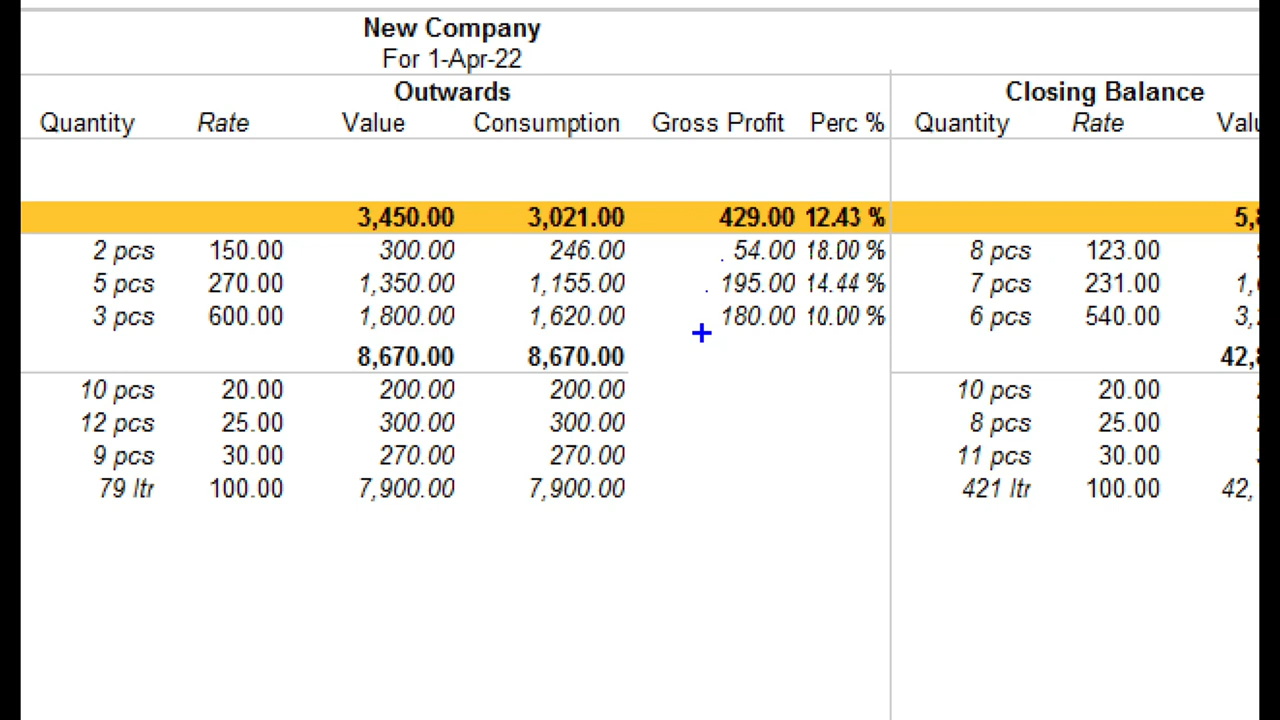 New Company
For 1-Apr-22
Outwards Closing Balance
Quantity Rate Value Consumption Gross Profit Perc % Quantity Rate
3,450.00 3,021.00 429.00 12.43 %
2 pcs 150.00 300.00 246.00 54.00 18.00 % 8 pcs 123.00
5 pcs 270.00 1,350.00 1,155.00 195.00 14.44 % 7 pcs 231.00
3 pcs 600.00 1,800.00 1,620.00 180.00 10.00 % 6 pcs 540.00
8,670.00 8,670.00
10 pcs 20.00 200.00 200.00 10 pcs 20.00
12 pcs 25.00 300.00 300.00 8 pcs 25.00
9 pcs 30.00 270.00 270.00 11 pcs 30.00
79 ltr 100.00 7,900.00 7,900.00 421 ltr 100.00